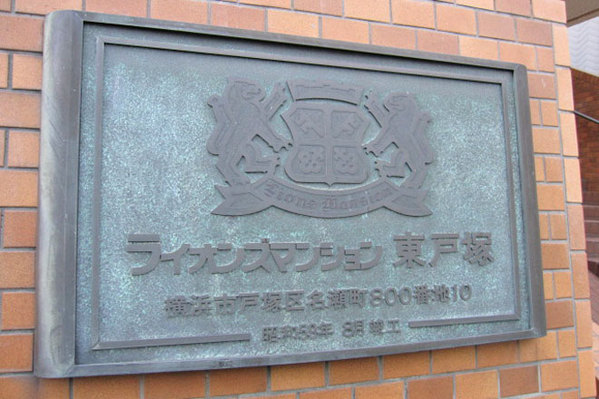 Lions Mansion
ライオンズマンション 東戸塚
横浜市戸塚区名瀬町800番地10
昭和59年 8月 竣工